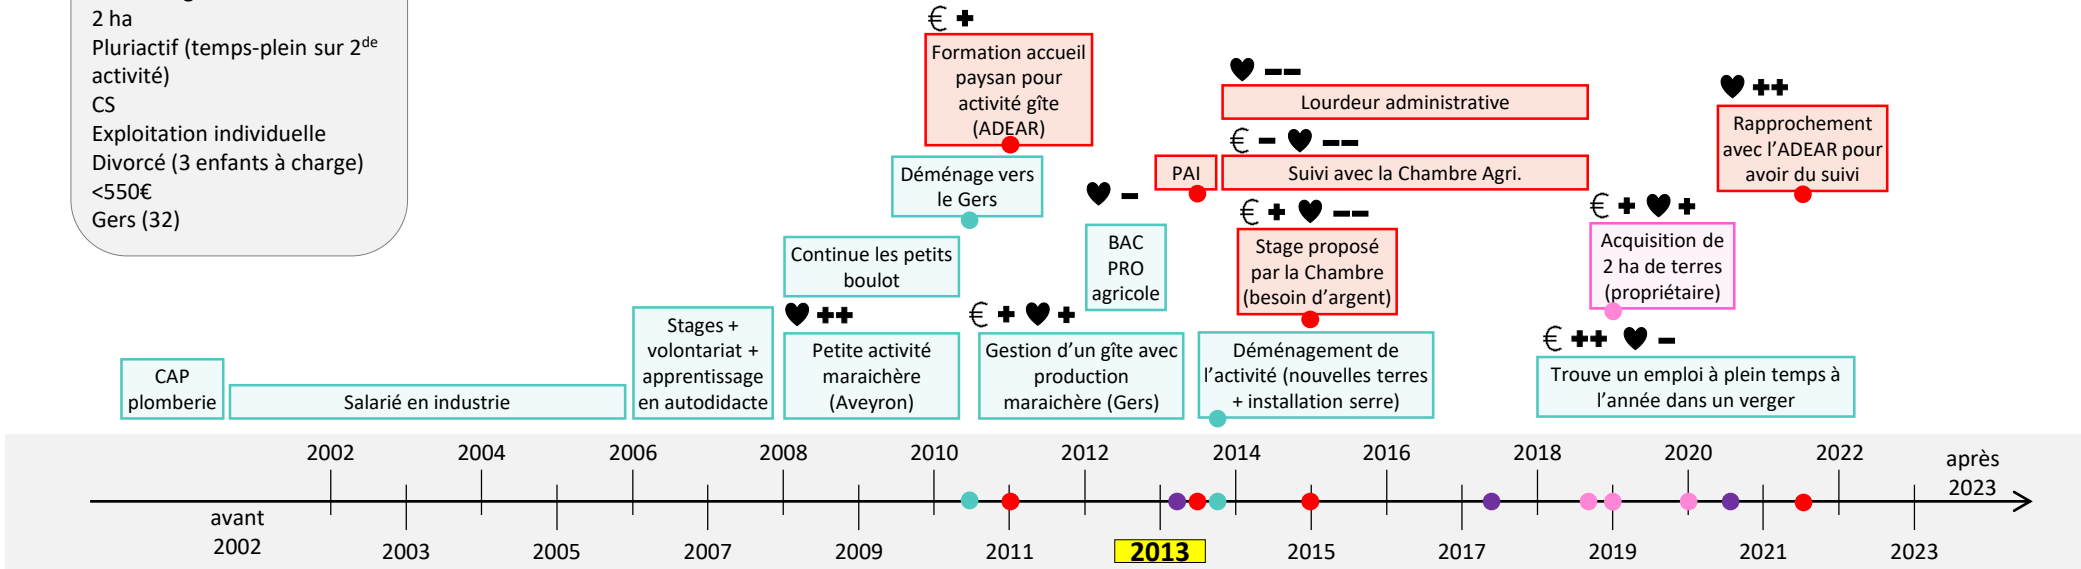 2 ha
Pluriactif (temps-plein sur 2de
activité)
CS
Exploitation individuelle
Divorcé (3 enfants à charge)
<550€
Gers (32)
€ +
Formation accueil
paysan pour
activité gîte
(ADEAR)
Déménage vers
le Gers
Continue les petits
boulot
♥ ++
Petite activité
maraichère
(Aveyron)
Stages +
volontariat +
apprentissage
en autodidacte
CAP
plomberie
Salarié en industrie
€ + ♥ +
Gestion d’un gîte avec
production
maraichère (Gers)
♥ –
BAC
PRO
agricole
PAI
♥ ––
Lourdeur administrative
€ – ♥ ––
Suivi avec la Chambre Agri.
€ + ♥ ––
Stage proposé
par la Chambre
(besoin d’argent)
Déménagement de
l’activité (nouvelles terres
+ installation serre)
€ + ♥ +
Acquisition de
2 ha de terres
(propriétaire)
€ ++ ♥ –
Trouve un emploi à plein temps à
l’année dans un verger
♥ ++
Rapprochement
avec l’ADEAR pour
avoir du suivi
2002 2004 2006 2008 2010 2012 2014 2016 2018 2020 2022
après
2023
avant
2002
2003 2005 2007 2009 2011 2013 2015 2017 2019 2021 2023